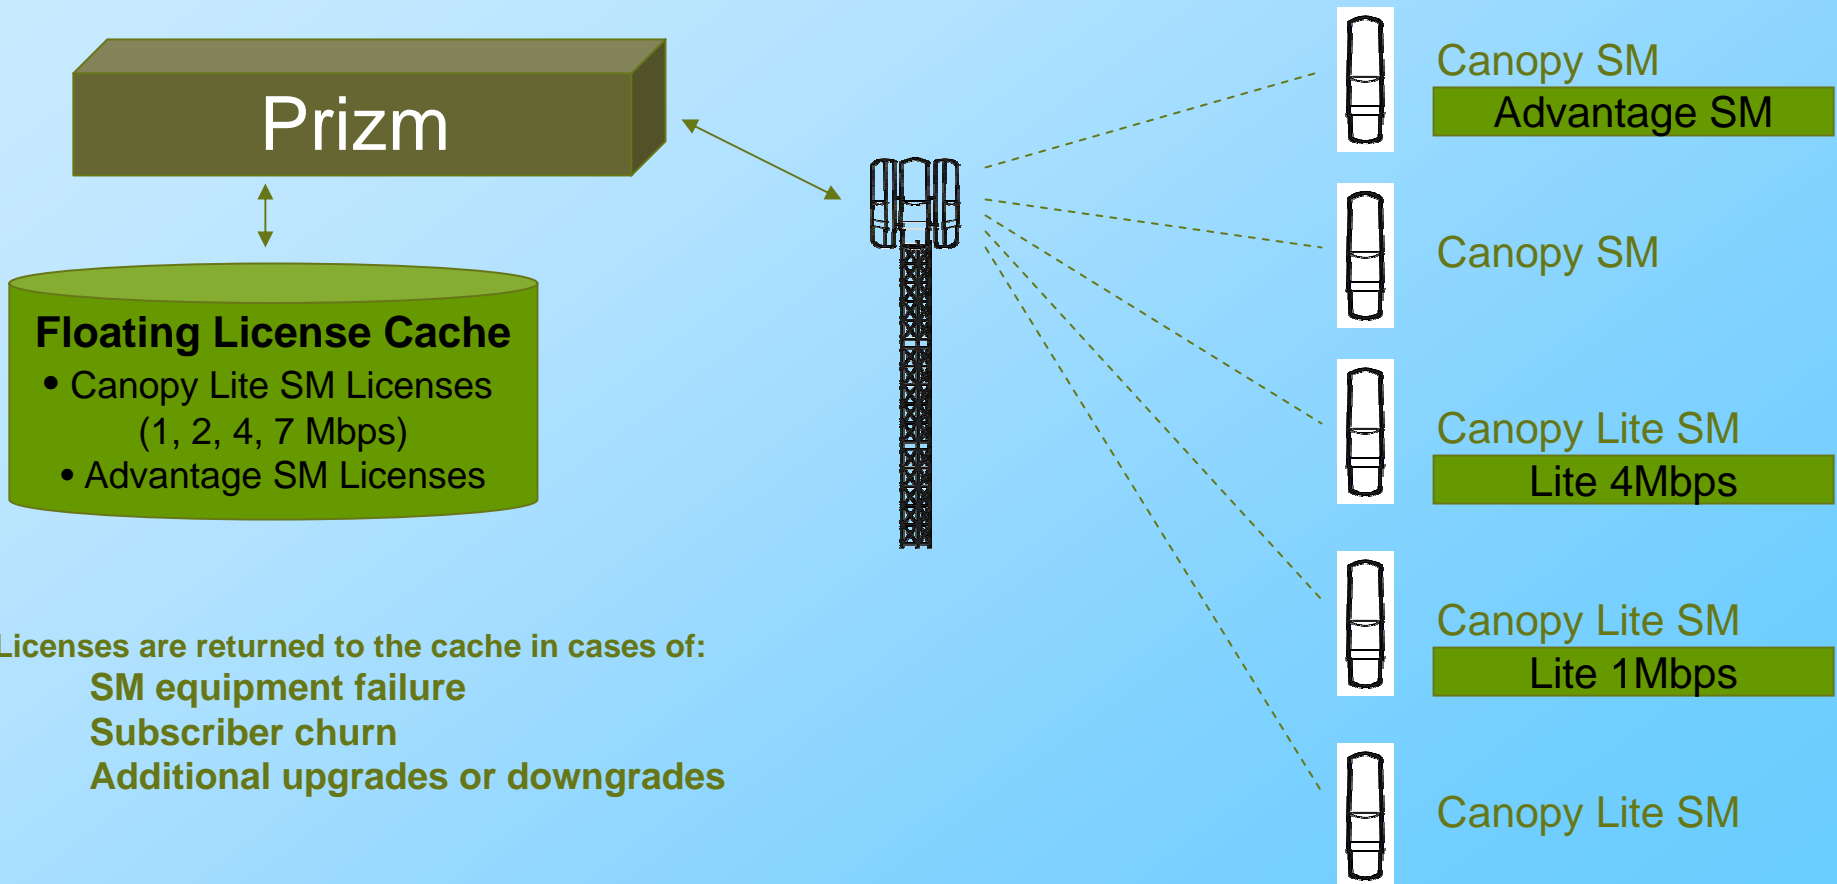 Prizm
Floating License Cache
• Canopy Lite SM Licenses
(1, 2, 4, 7 Mbps)
• Advantage SM Licenses
Licenses are returned to the cache in cases of:
SM equipment failure
Subscriber churn
Additional upgrades or downgrades
Canopy SM
Advantage SM
Canopy SM
Canopy Lite SM
Lite 4Mbps
Canopy Lite SM
Lite 1Mbps
Canopy Lite SM